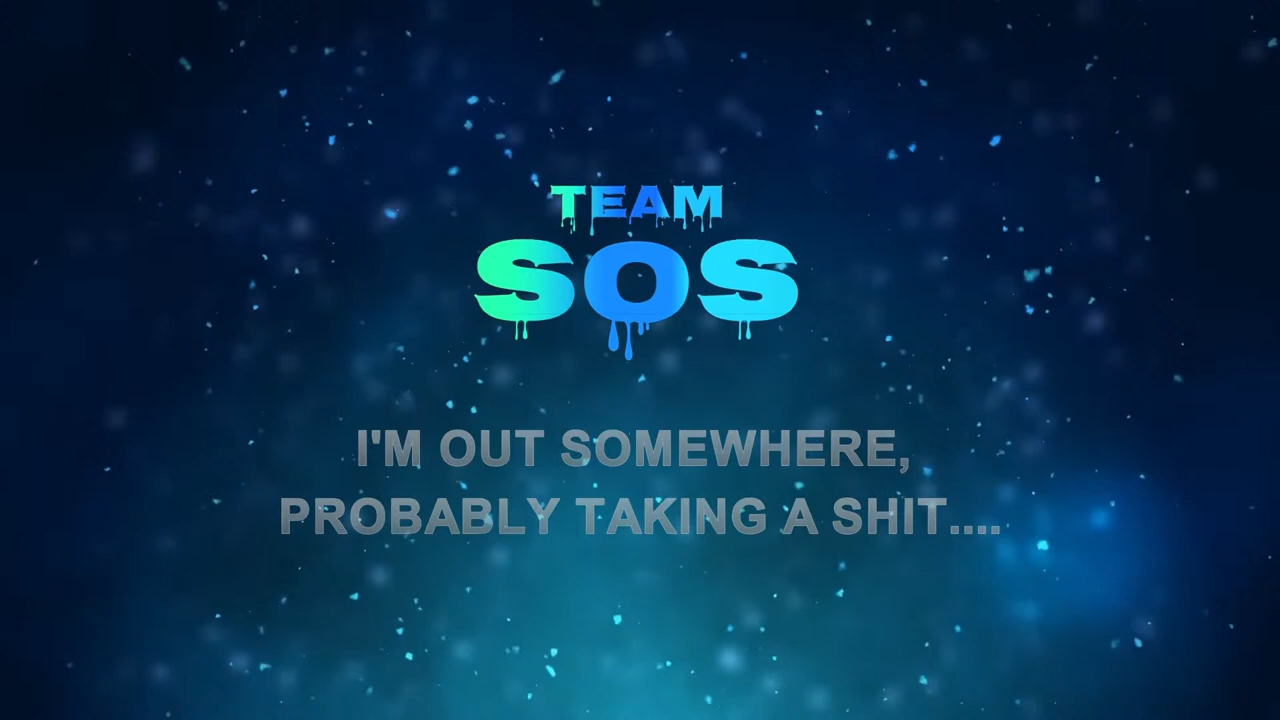 TEAM
SOS
I'M OUT SOMEWHERE,
PROBABLY TAKING A SHIT....